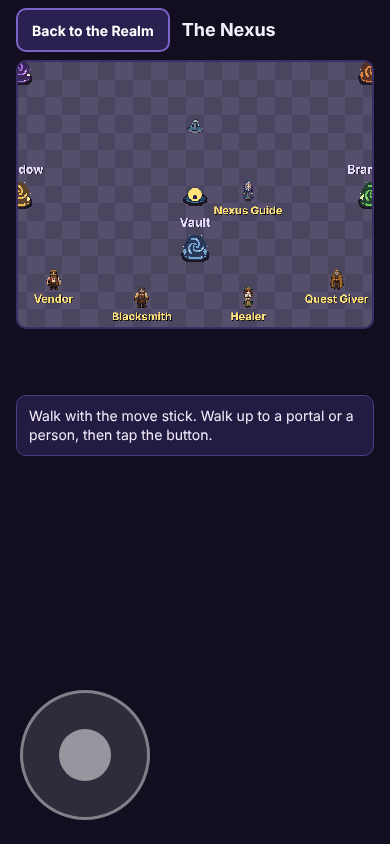 Back to the Realm
The Nexus
dow
Bran
Nexus Guide
Vault
Vendor
Quest Giver
Blacksmith
Healer
Walk with the move stick. Walk up to a portal or a
person, then tap the button.